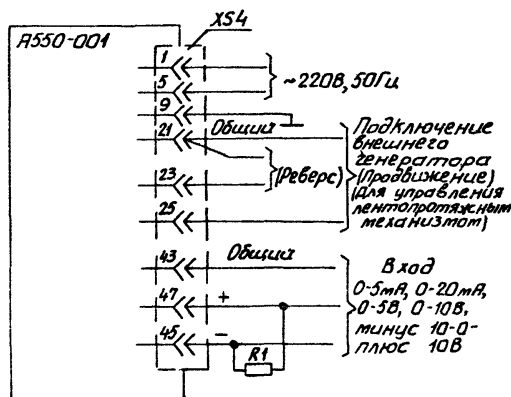 А550-001
XS4
1
5
~220В, 50Гц
9
21
Общий
Подключение
внешнего
генератора
(Продвижение)
(для управления
лентопротяжным
механизмом)
23
(Реверс)
25
43
Общий
Вход
0-5мА, 0-20мА,
0-5В, 0-10В,
минус 10-0-
плюс 10В
47
+
45
−
R1